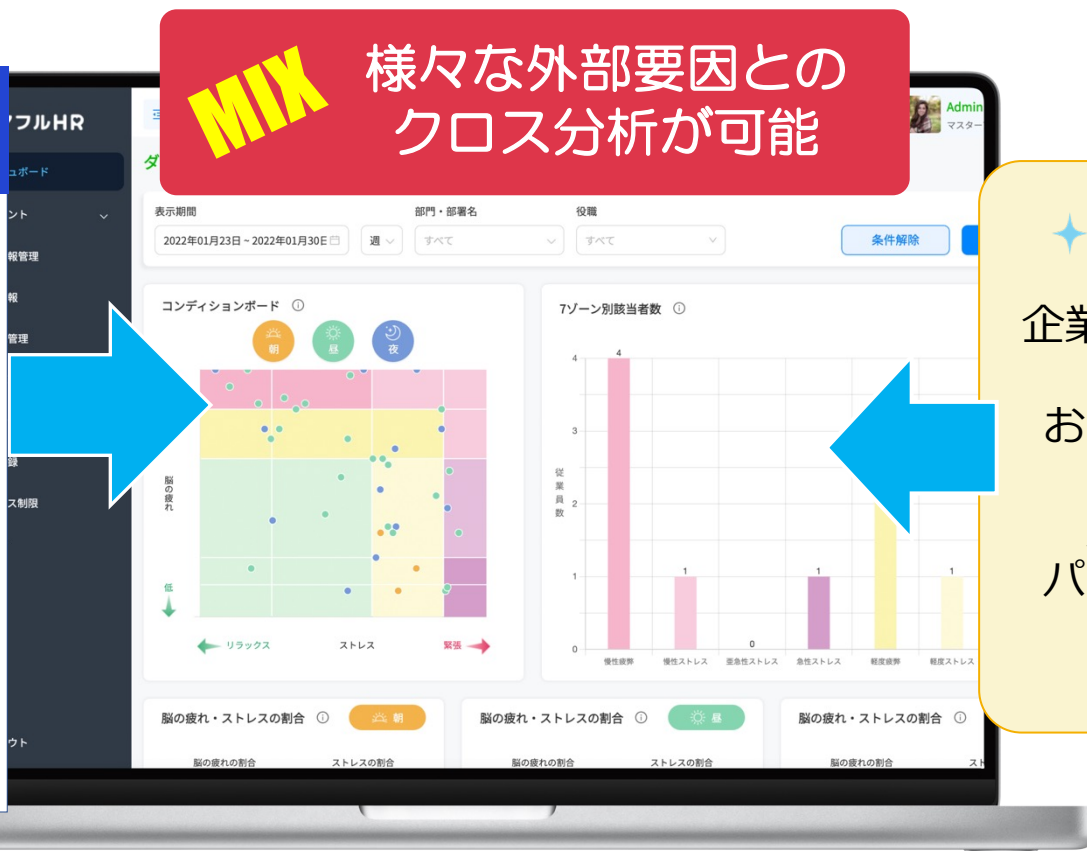 MIX
様々な外部要因との
クロス分析が可能
フルHR
Admin
マスター
ュボード
ント
報管理
報
管理
ス制限
ウト
表示期間
部門・部署名
役職
2022年01月23日 ~ 2022年01月30日
週
すべて
すべて
条件解除
コンディションボード
朝
昼
夜
脳の疲れ
低
リラックス
ストレス
緊張
7ゾーン別該当者数
従業員数
4
3
2
1
0
4
1
0
1
1
慢性疲弊
慢性ストレス
亜急性ストレス
急性ストレス
軽度疲弊
軽度ストレス
脳の疲れ・ストレスの割合
朝
脳の疲れの割合
ストレスの割合
脳の疲れ・ストレスの割合
昼
脳の疲れの割合
ストレスの割合
脳の疲れ・ストレスの割合
脳の疲れの割合
スト
企業
お
パ